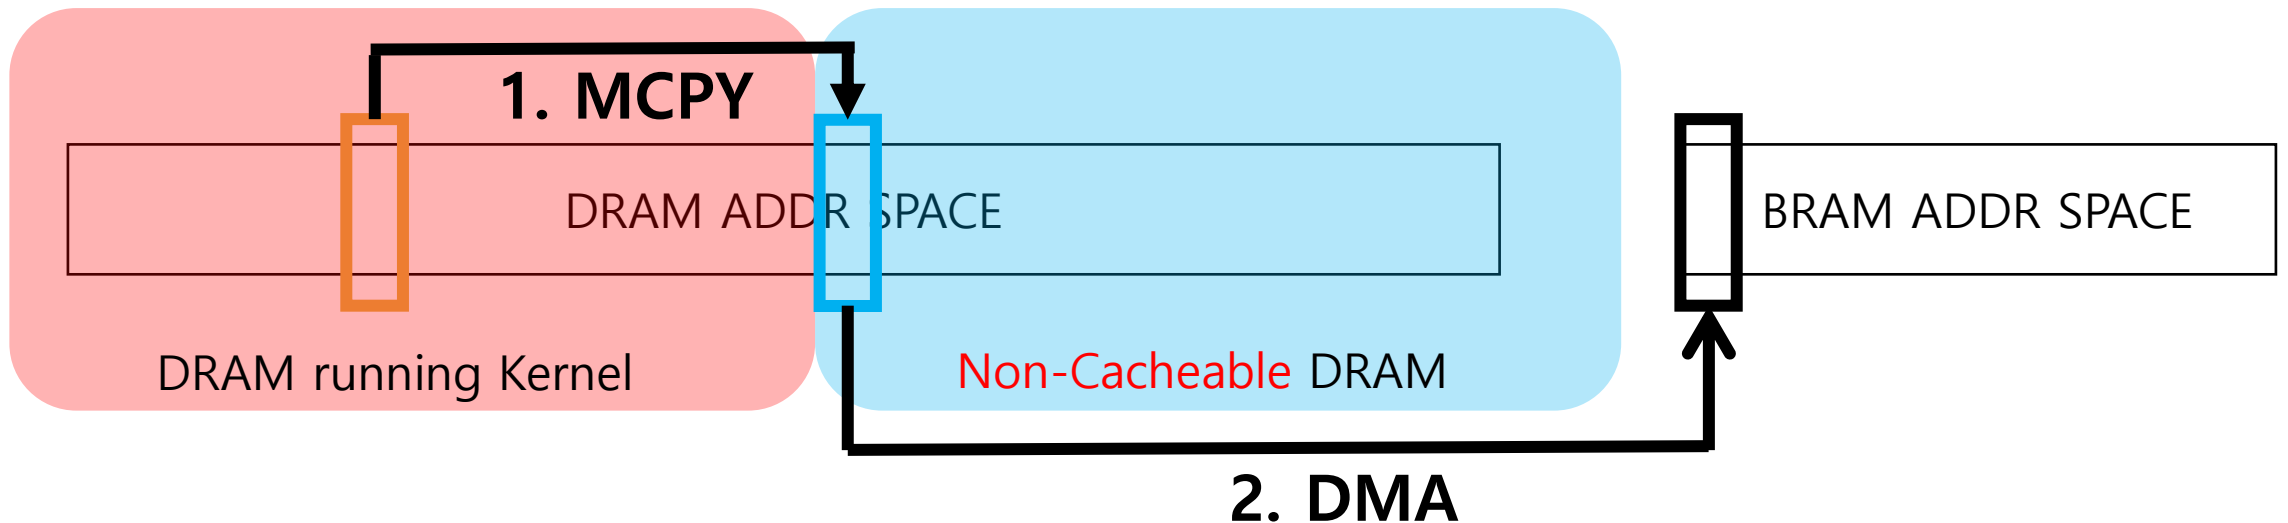 1. MCPY
DRAM ADDR SPACE
BRAM ADDR SPACE
DRAM running Kernel
Non-Cacheable DRAM
2. DMA